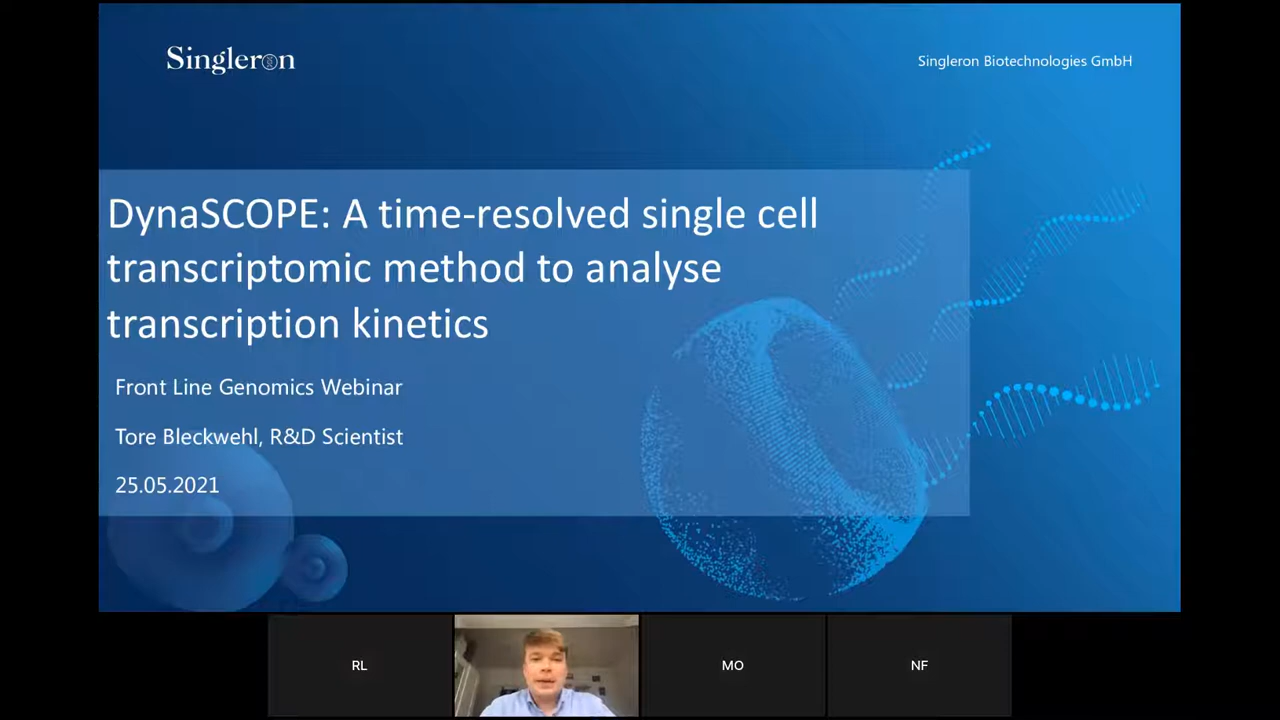 Singleron
Singleron Biotechnologies GmbH
DynaSCOPE: A time-resolved single cell
transcriptomic method to analyse
transcription kinetics
Front Line Genomics Webinar
Tore Bleckwehl, R&D Scientist
25.05.2021
RL
MO
NF